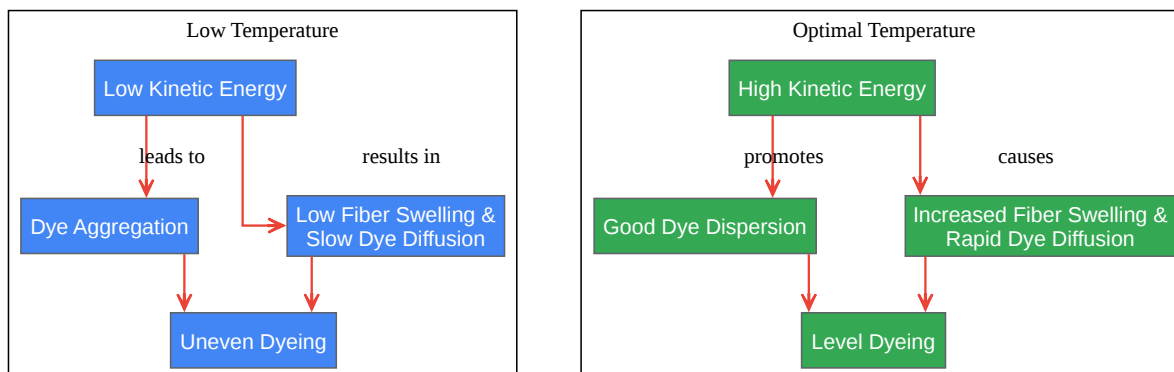 Low Temperature
Low Kinetic Energy
leads to
results in
Dye Aggregation
Low Fiber Swelling &
Slow Dye Diffusion
Uneven Dyeing
Optimal Temperature
High Kinetic Energy
promotes
causes
Good Dye Dispersion
Increased Fiber Swelling &
Rapid Dye Diffusion
Level Dyeing